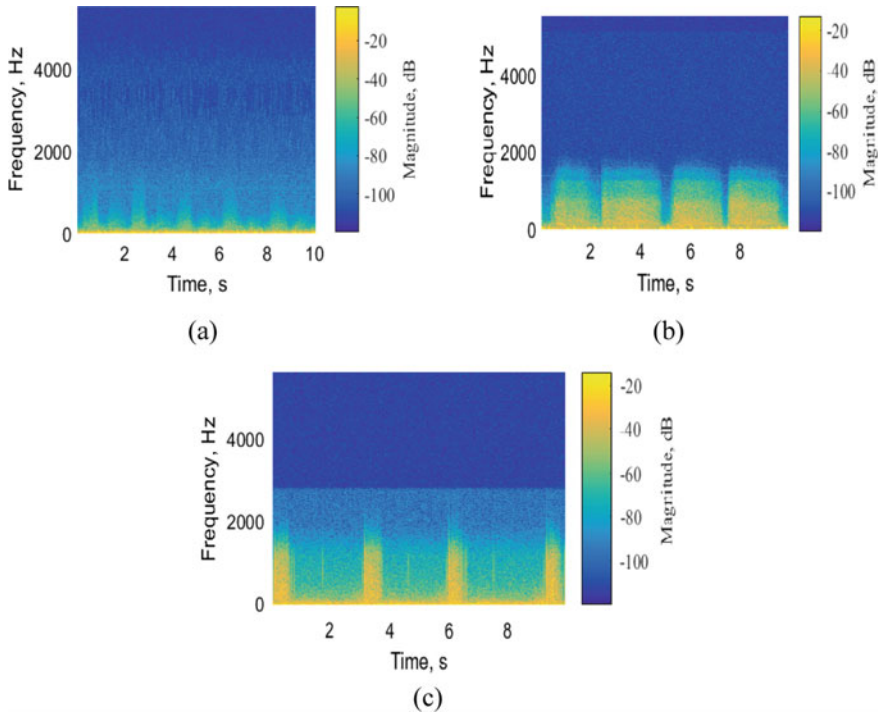 Frequency, Hz
4000
2000
0
2 4 6 8 10
Time, s
-20
-40
-60
-80
-100
Magnitude, dB
(a)
Frequency, Hz
4000
2000
0
2 4 6 8
Time, s
-20
-40
-60
-80
-100
Magnitude, dB
(b)
Frequency, Hz
4000
2000
0
2 4 6 8
Time, s
-20
-40
-60
-80
-100
Magnitude, dB
(c)